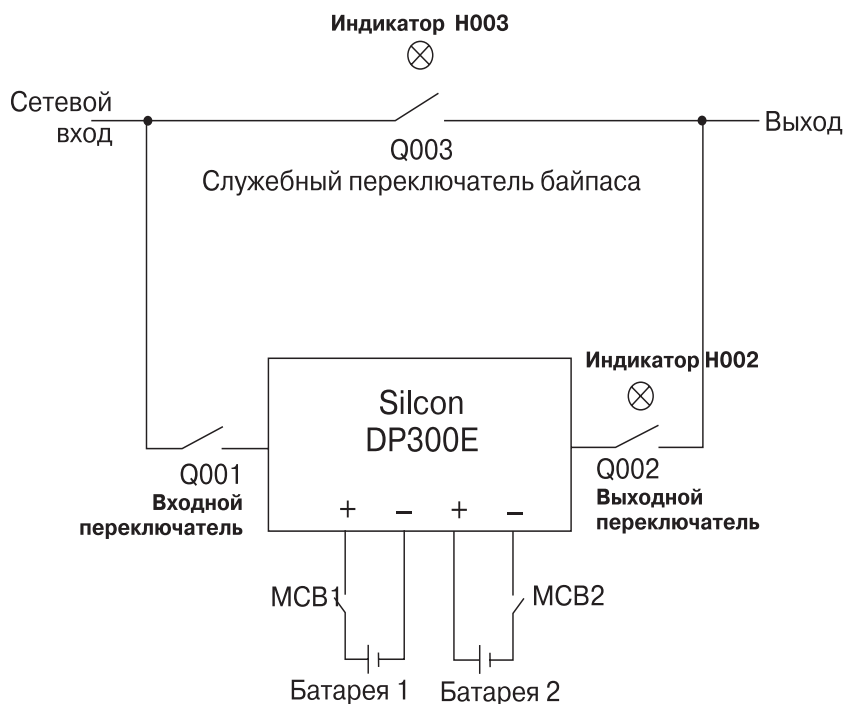 Индикатор H003
Сетевой
вход
Выход
Q003
Служебный переключатель байпаса
Индикатор H002
Silcon
DP300E
Q001
Входной
переключатель
Q002
Выходной
переключатель
+ − + −
MCB1
MCB2
Батарея 1
Батарея 2